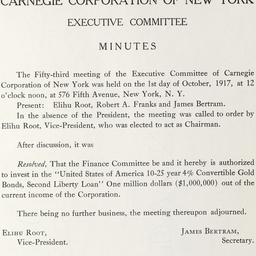 CARNEGIE CORPORATION OF NEW YORK
EXECUTIVE COMMITTEE
MINUTES
The Fifty-third meeting of the Executive Committee of Carnegie
Corporation of New York was held on the 1st day of October, 1917, at 12
o'clock noon, at 576 Fifth Avenue, New York, N. Y.
Present: Elihu Root, Robert A. Franks and James Bertram.
In the absence of the President, the meeting was called to order by
Elihu Root, Vice-President, who was elected to act as Chairman.
After discussion, it was
Resolved, That the Finance Committee be and it hereby is authorized
to invest in the "United States of America 10-25 year 4% Convertible Gold
Bonds, Second Liberty Loan" One million dollars ($1,000,000) out of the
current income of the Corporation.
There being no further business, the meeting thereupon adjourned.
ELIHU ROOT, JAMES BERTRAM,
Vice-President. Secretary.